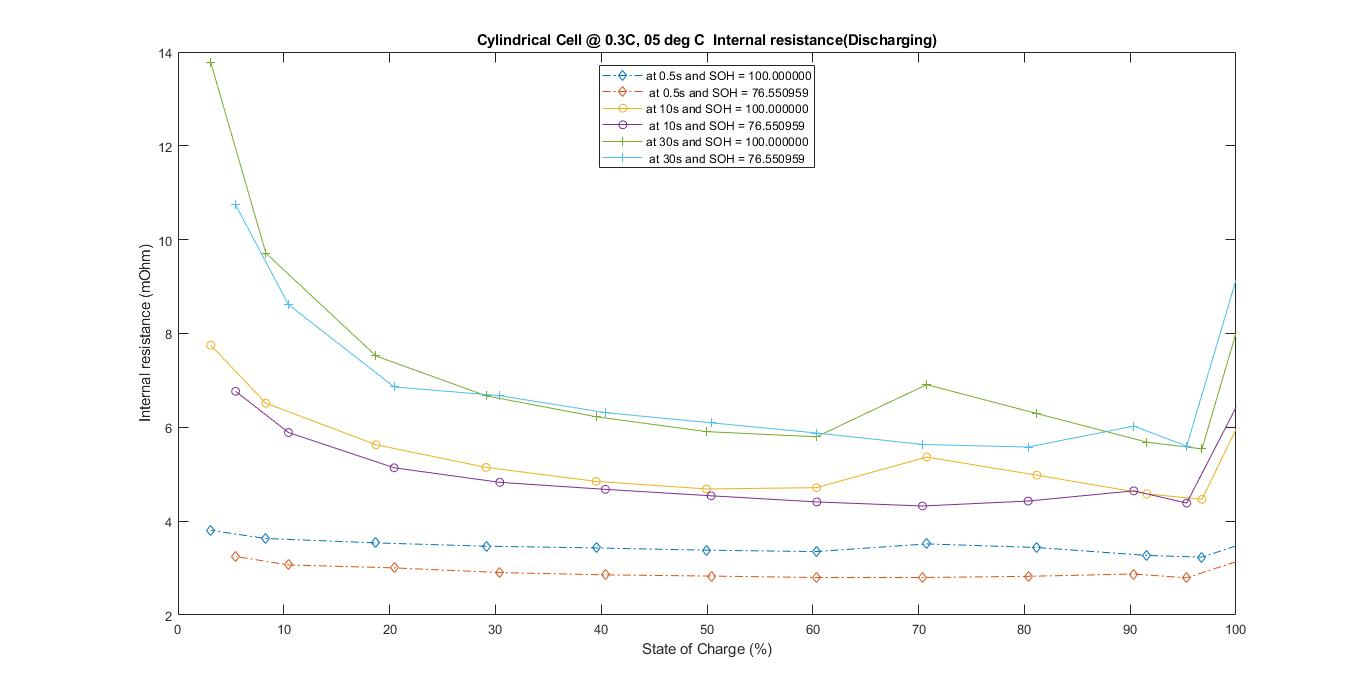 Cylindrical Cell @ 0.3C, 05 deg C  Internal resistance(Discharging)
at 0.5s and SOH = 100.000000
at 0.5s and SOH = 76.550959
at 10s and SOH = 100.000000
at 10s and SOH = 76.550959
at 30s and SOH = 100.000000
at 30s and SOH = 76.550959
Internal resistance (mOhm)
14
12
10
8
6
4
2
0 10 20 30 40 50 60 70 80 90 100
State of Charge (%)